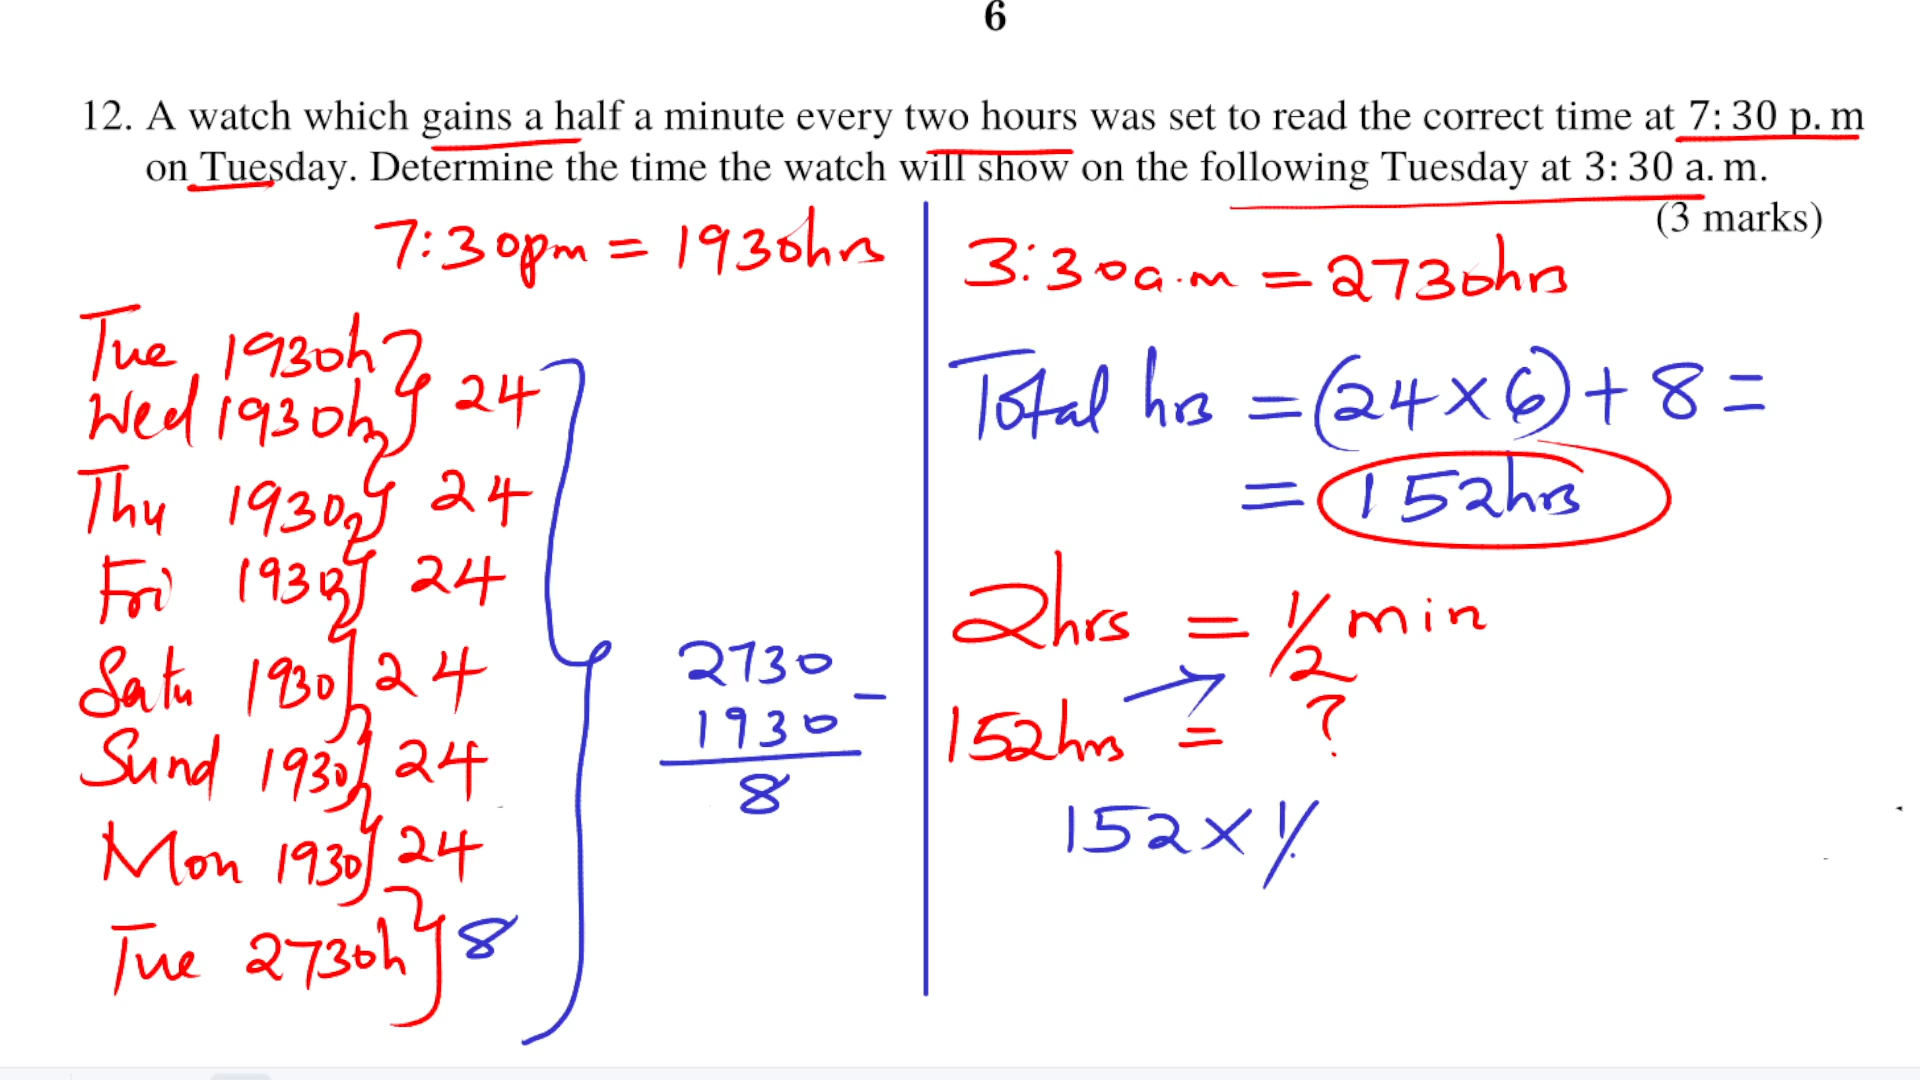 6
12. A watch which gains a half a minute every two hours was set to read the correct time at 7:30 p.m
on Tuesday. Determine the time the watch will show on the following Tuesday at 3:30 a.m.
(3 marks)
7:30pm = 1930hrs
Tue 1930h
Wed 1930h } 24
Thu 1930 } 24
Fri 1930 } 24
Satu 1930 } 24
Sund 1930 } 24
Mon 1930 } 24
Tue 2730h } 8
2730
1930 -
8
3:30a.m = 2730hrs
Total hrs = (24 × 6) + 8 =
= 152hrs
2hrs = 1/2 min
152hrs = ?
152 × 1/